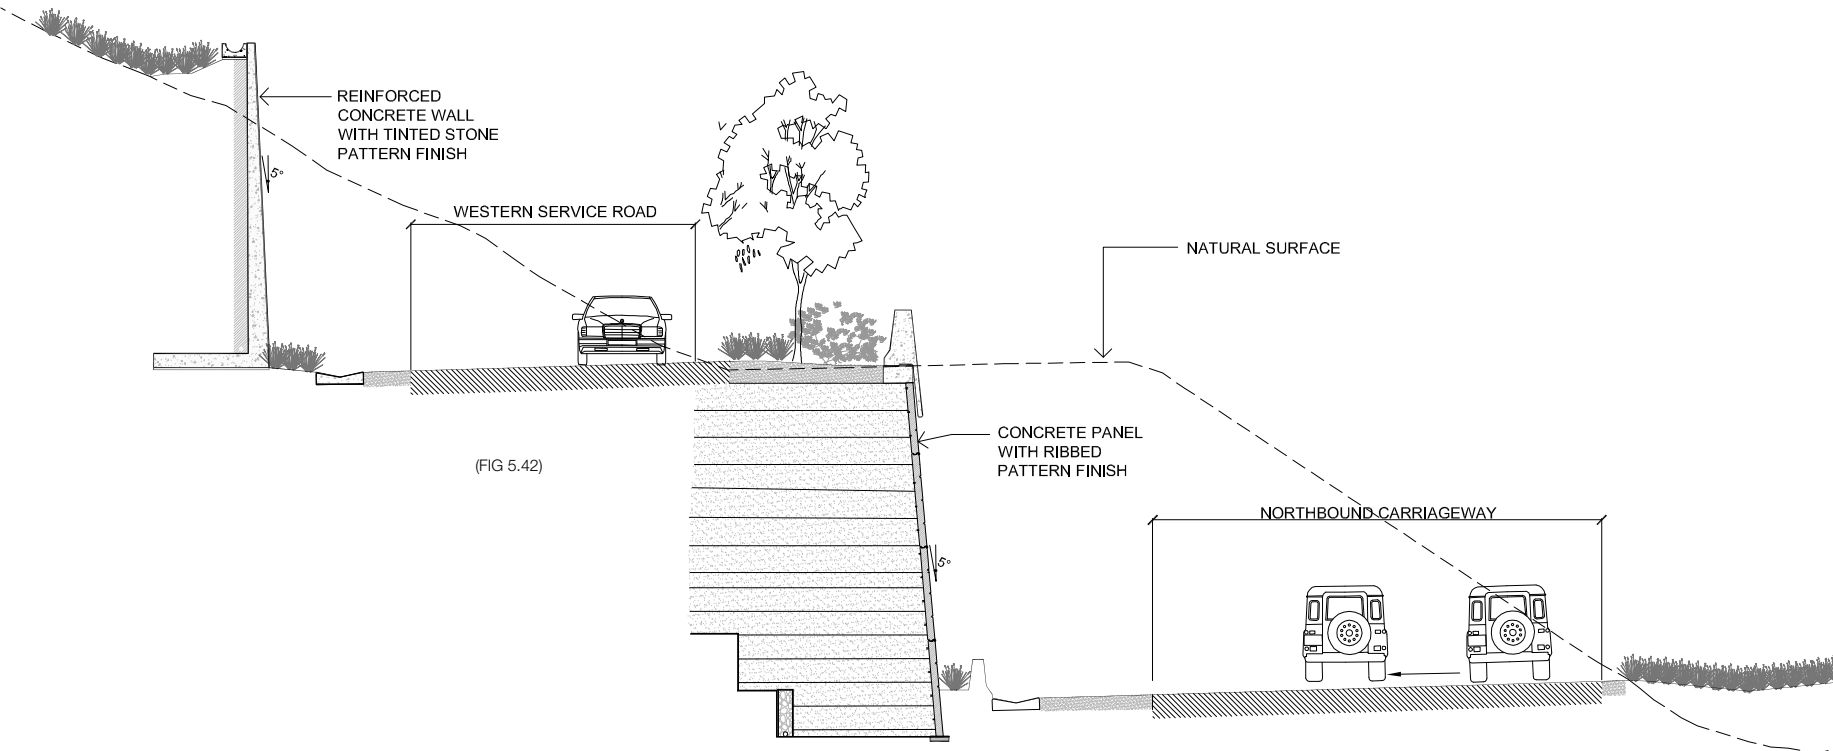 REINFORCED
CONCRETE WALL
WITH TINTED STONE
PATTERN FINISH
5°
WESTERN SERVICE ROAD
NATURAL SURFACE
CONCRETE PANEL
WITH RIBBED
PATTERN FINISH
(FIG 5.42)
NORTHBOUND CARRIAGEWAY
5°